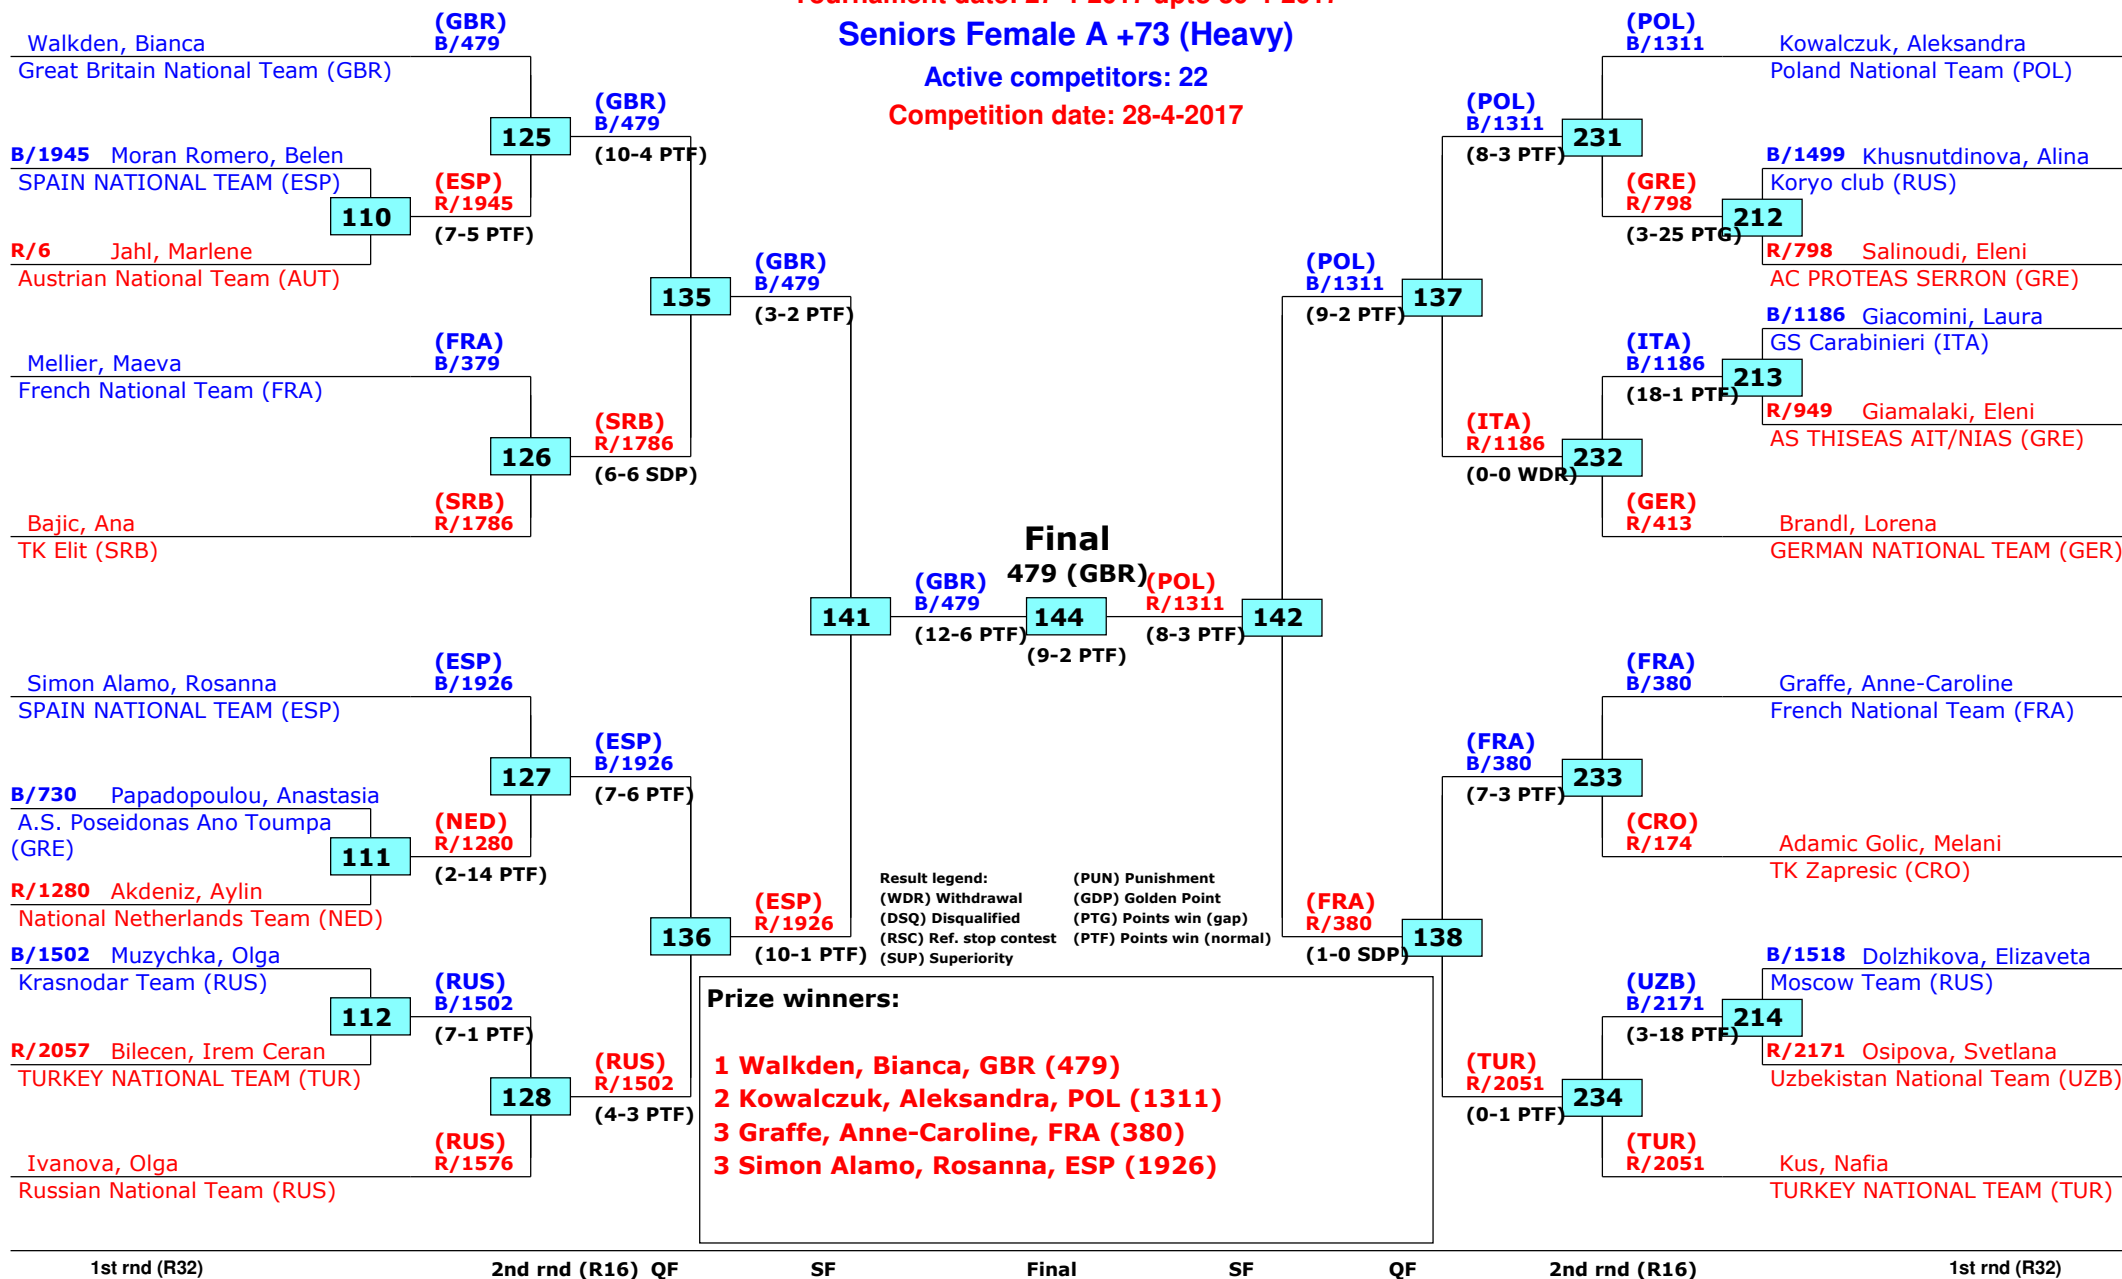 Tournament date: 27-4-2017 upto 30-4-2017
Seniors Female A +73 (Heavy)
Active competitors: 22
Competition date: 28-4-2017
Walkden, Bianca
Great Britain National Team (GBR)
(GBR)
B/479
B/1945 Moran Romero, Belen
SPAIN NATIONAL TEAM (ESP)
110
R/6 Jahl, Marlene
Austrian National Team (AUT)
(ESP)
R/1945
(7-5 PTF)
125
(GBR)
B/479
(10-4 PTF)
Mellier, Maeva
French National Team (FRA)
(FRA)
B/379
126
Bajic, Ana
TK Elit (SRB)
(SRB)
R/1786
(SRB)
R/1786
(6-6 SDP)
135
(GBR)
B/479
(3-2 PTF)
Simon Alamo, Rosanna
SPAIN NATIONAL TEAM (ESP)
(ESP)
B/1926
B/730 Papadopoulou, Anastasia
A.S. Poseidonas Ano Toumpa
(GRE)
111
R/1280 Akdeniz, Aylin
National Netherlands Team (NED)
(NED)
R/1280
(2-14 PTF)
127
(ESP)
B/1926
(7-6 PTF)
B/1502 Muzychka, Olga
Krasnodar Team (RUS)
112
R/2057 Bilecen, Irem Ceran
TURKEY NATIONAL TEAM (TUR)
(RUS)
B/1502
(7-1 PTF)
128
Ivanova, Olga
Russian National Team (RUS)
(RUS)
R/1576
(RUS)
R/1502
(4-3 PTF)
136
(ESP)
R/1926
(10-1 PTF)
141
(GBR)
B/479
(12-6 PTF)
Final
479 (GBR)
144
(9-2 PTF)
(POL)
R/1311
(8-3 PTF)
142
(POL)
B/1311
(9-2 PTF)
137
(POL)
B/1311
(8-3 PTF)
231
(POL)
B/1311
Kowalczuk, Aleksandra
Poland National Team (POL)
(GRE)
R/798
(3-25 PTG)
212
B/1499 Khusnutdinova, Alina
Koryo club (RUS)
R/798 Salinoudi, Eleni
AC PROTEAS SERRON (GRE)
(ITA)
R/1186
(0-0 WDR)
232
(ITA)
B/1186
(18-1 PTF)
213
B/1186 Giacomini, Laura
GS Carabinieri (ITA)
R/949 Giamalaki, Eleni
AS THISEAS AIT/NIAS (GRE)
(GER)
R/413
Brandl, Lorena
GERMAN NATIONAL TEAM (GER)
(FRA)
R/380
(1-0 SDP)
138
(FRA)
B/380
(7-3 PTF)
233
(FRA)
B/380
Graffe, Anne-Caroline
French National Team (FRA)
(CRO)
R/174
Adamic Golic, Melani
TK Zapresic (CRO)
(TUR)
R/2051
(0-1 PTF)
234
(UZB)
B/2171
(3-18 PTF)
214
B/1518 Dolzhikova, Elizaveta
Moscow Team (RUS)
R/2171 Osipova, Svetlana
Uzbekistan National Team (UZB)
(TUR)
R/2051
Kus, Nafia
TURKEY NATIONAL TEAM (TUR)
Result legend: (PUN) Punishment
(WDR) Withdrawal (GDP) Golden Point
(DSQ) Disqualified (PTG) Points win (gap)
(RSC) Ref. stop contest (PTF) Points win (normal)
(SUP) Superiority
Prize winners:
1 Walkden, Bianca, GBR (479)
2 Kowalczuk, Aleksandra, POL (1311)
3 Graffe, Anne-Caroline, FRA (380)
3 Simon Alamo, Rosanna, ESP (1926)
1st rnd (R32) 2nd rnd (R16) QF SF Final SF QF 2nd rnd (R16) 1st rnd (R32)